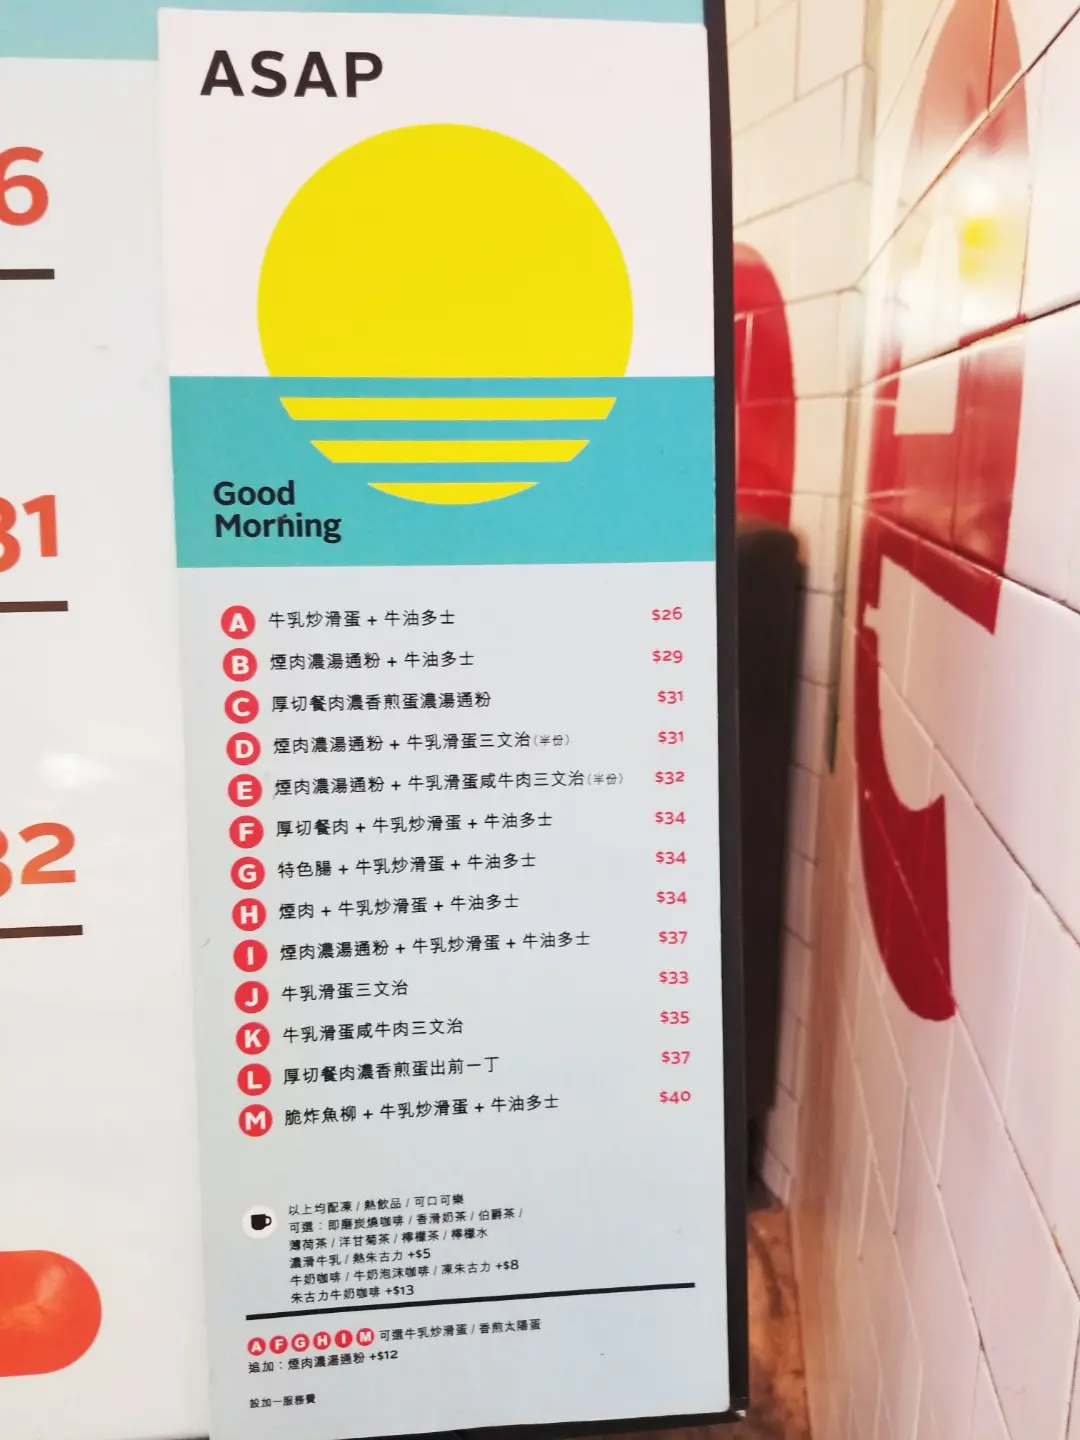 ASAP
6
31
32
Good
Morning
A 牛乳炒滑蛋 + 牛油多士 $26
B 煙肉濃湯通粉 + 牛油多士 $29
C 厚切餐肉濃香煎蛋濃湯通粉 $31
D 煙肉濃湯通粉 + 牛乳滑蛋三文治(半份) $31
E 煙肉濃湯通粉 + 牛乳滑蛋咸牛肉三文治(半份) $32
F 厚切餐肉 + 牛乳炒滑蛋 + 牛油多士 $34
G 特色腸 + 牛乳炒滑蛋 + 牛油多士 $34
H 煙肉 + 牛乳炒滑蛋 + 牛油多士 $34
I 煙肉濃湯通粉 + 牛乳炒滑蛋 + 牛油多士 $37
J 牛乳滑蛋三文治 $33
K 牛乳滑蛋咸牛肉三文治 $35
L 厚切餐肉濃香煎蛋出前一丁 $37
M 脆炸魚柳 + 牛乳炒滑蛋 + 牛油多士 $40
以上均配凍 / 熱飲品 / 可口可樂
可選：即磨炭燒咖啡 / 香滑奶茶 / 伯爵茶 /
薄荷茶 / 洋甘菊茶 / 檸檬茶 / 檸檬水
濃滑牛乳 / 熱朱古力 +$5
牛奶咖啡 / 牛奶泡沫咖啡 / 凍朱古力 +$8
朱古力牛奶咖啡 +$13
A F G H I M 可選牛乳炒滑蛋 / 香煎太陽蛋
追加：煙肉濃湯通粉 +$12
設加一服務費